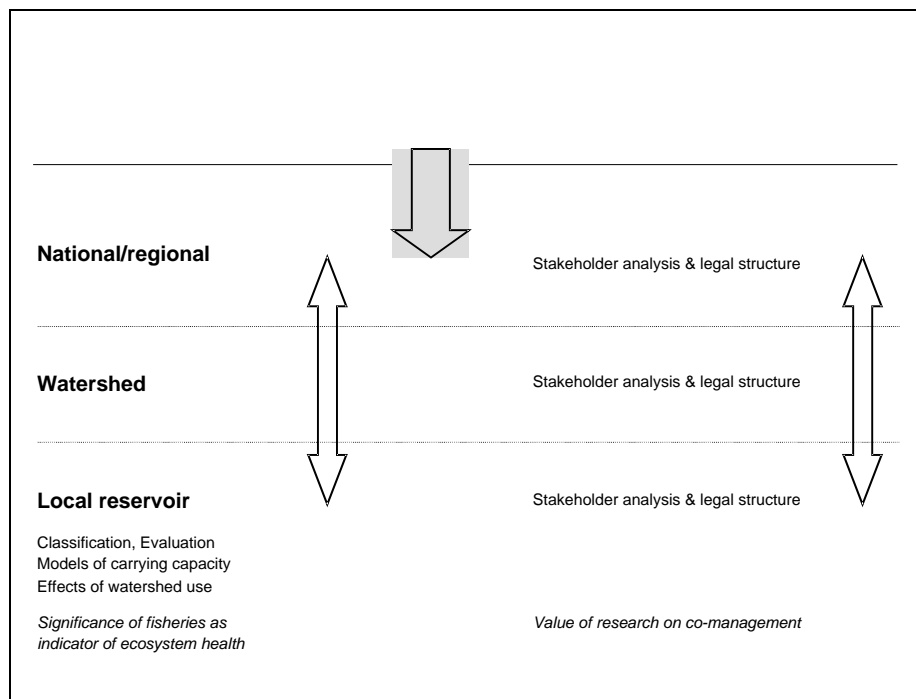 National/regional
Stakeholder analysis & legal structure
Watershed
Stakeholder analysis & legal structure
Local reservoir
Stakeholder analysis & legal structure
Classification, Evaluation
Models of carrying capacity
Effects of watershed use
Significance of fisheries as
indicator of ecosystem health
Value of research on co-management